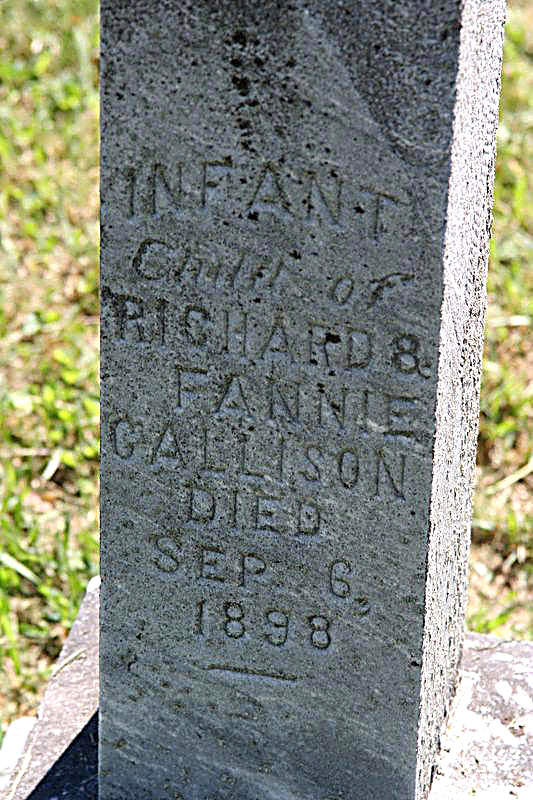 INFANT
Child of
RICHARD &
FANNIE
GALLISON
DIED
SEP 6,
1898